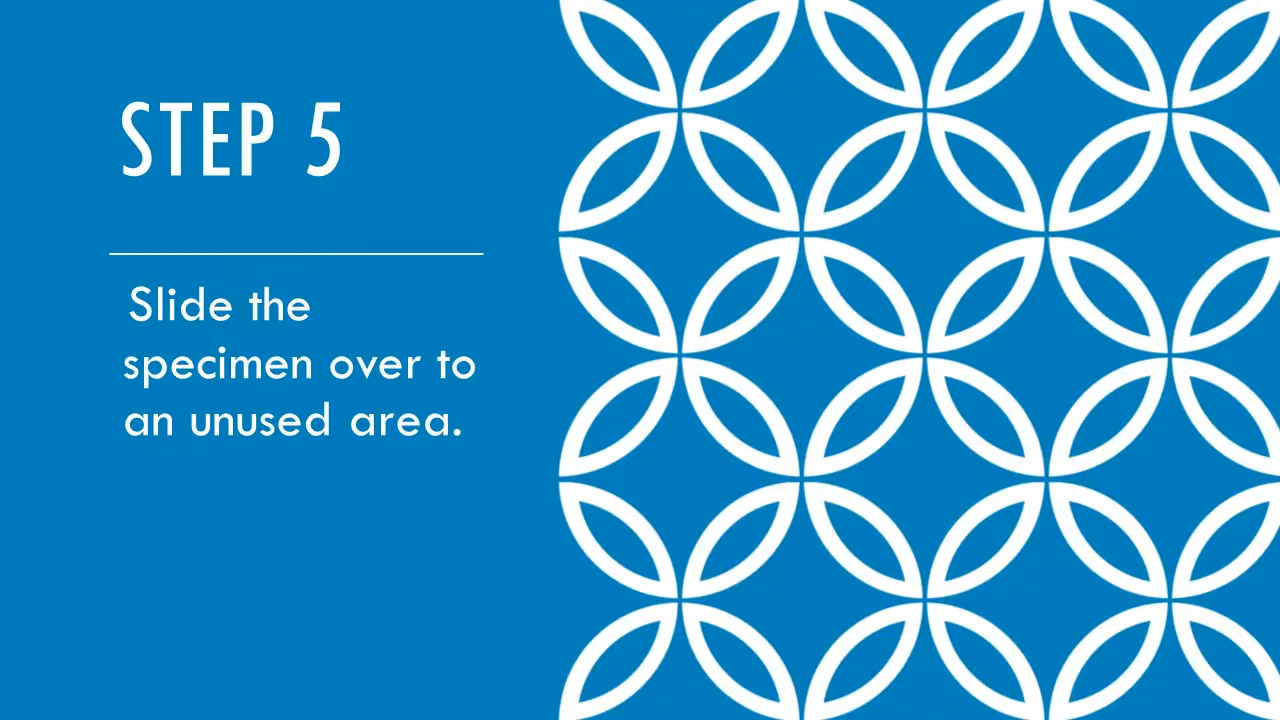 STEP 5
Slide the
specimen over to
an unused area.